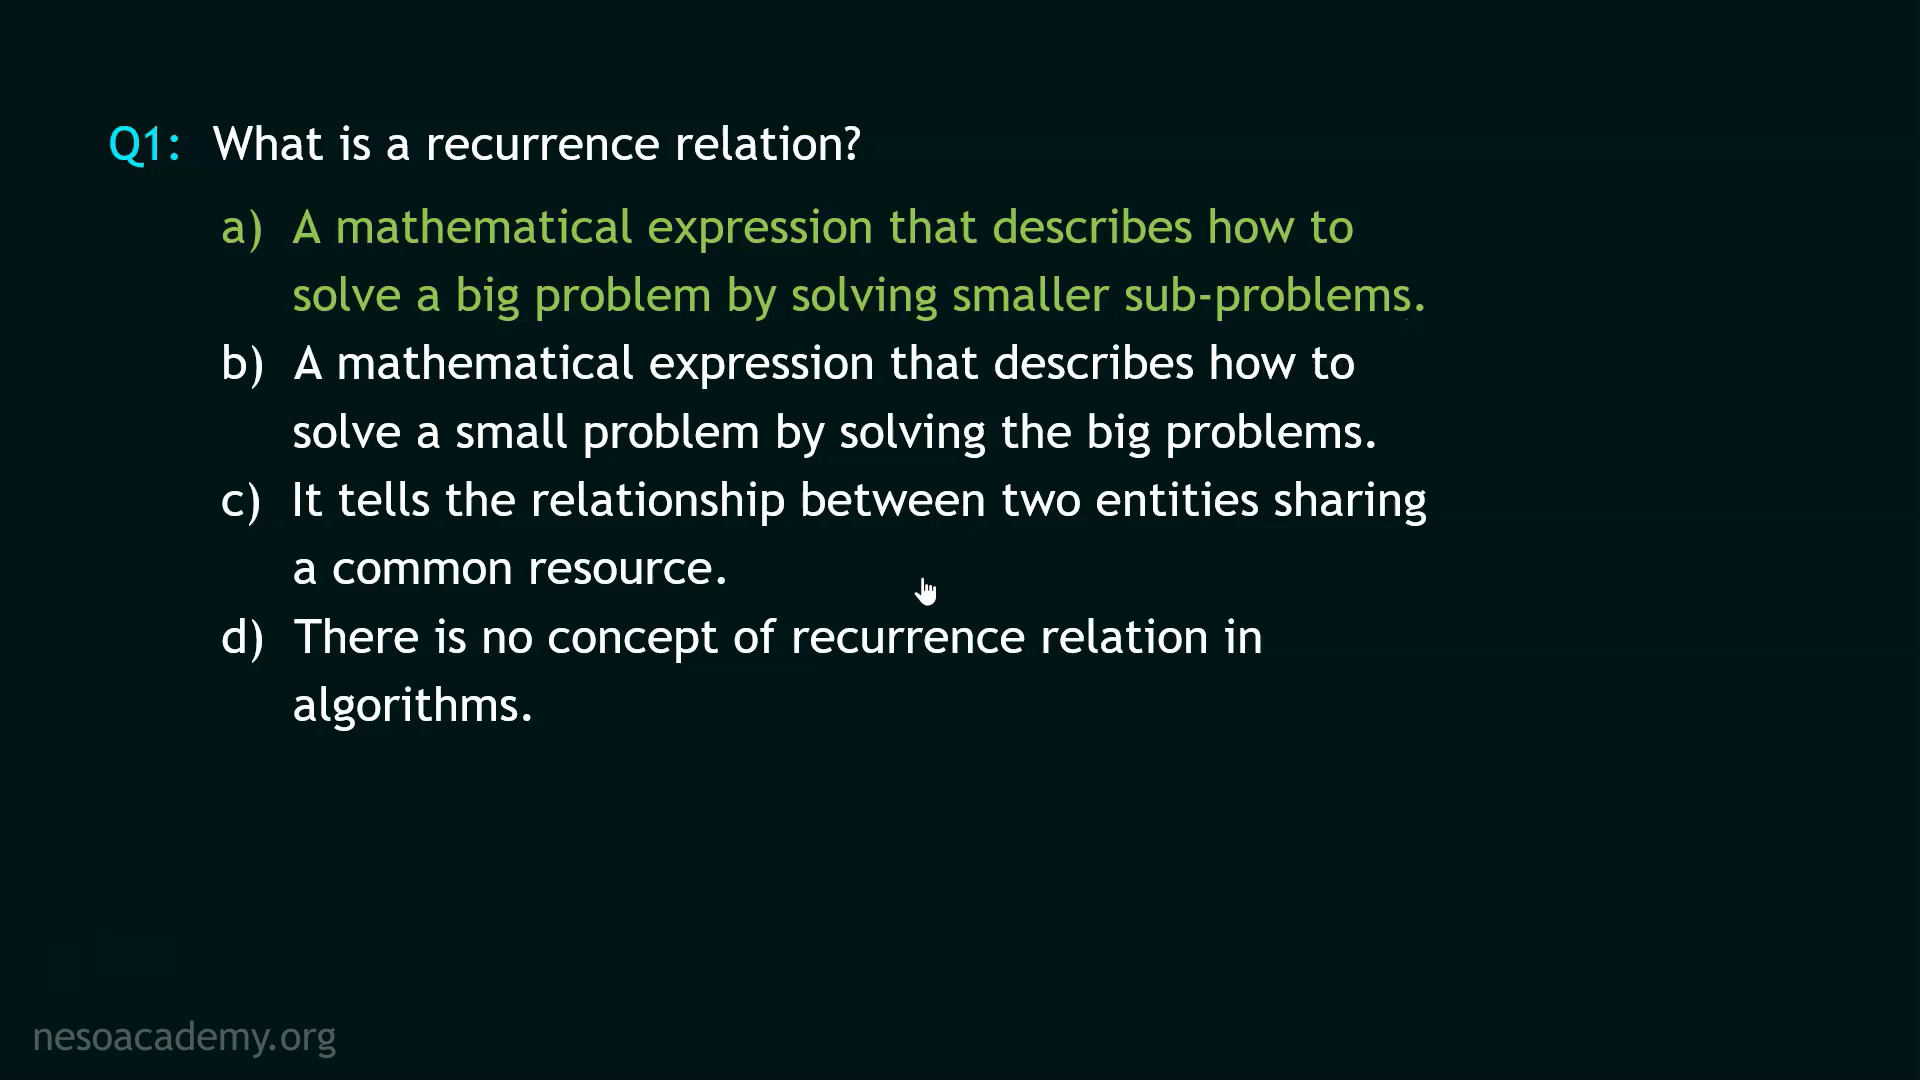 Q1: What is a recurrence relation?
a) A mathematical expression that describes how to
solve a big problem by solving smaller sub-problems.
b) A mathematical expression that describes how to
solve a small problem by solving the big problems.
c) It tells the relationship between two entities sharing
a common resource.
d) There is no concept of recurrence relation in
algorithms.
nesoacademy.org